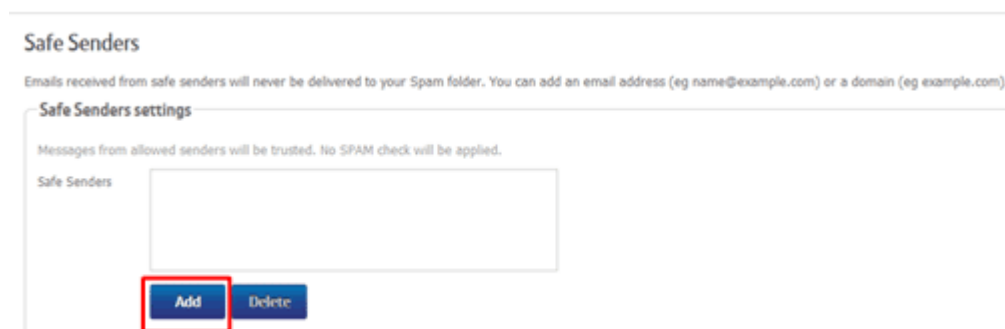 Safe Senders
Emails received from safe senders will never be delivered to your Spam folder. You can add an email address (eg name@example.com) or a domain (eg example.com)
Safe Senders settings
Messages from allowed senders will be trusted. No SPAM check will be applied.
Safe Senders
Add Delete